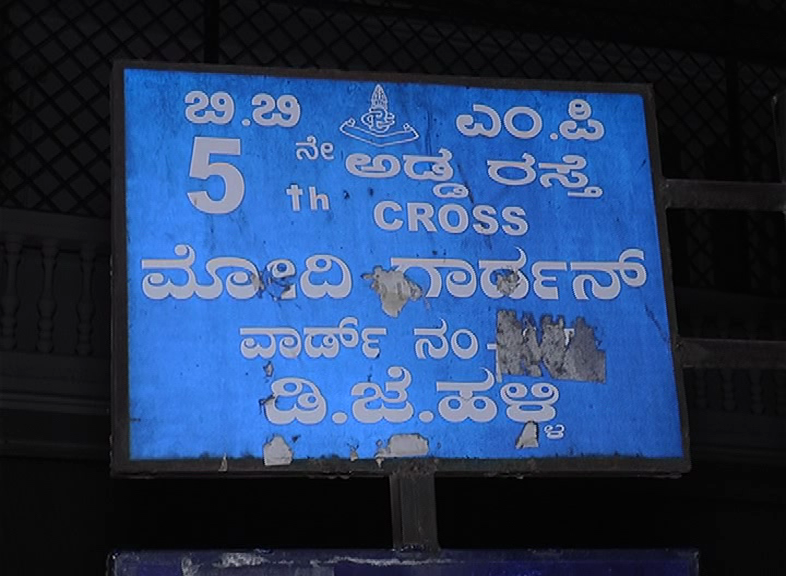 ಬಿ.ಬಿ ಎಂ.ಪಿ
5 ನೇ ಅಡ್ಡ ರಸ್ತೆ
th CROSS
ಮೋದಿ ಗಾರ್ಡನ್
ವಾರ್ಡ್ ನಂ
ಡಿ.ಜೆ.ಹಳ್ಳಿ